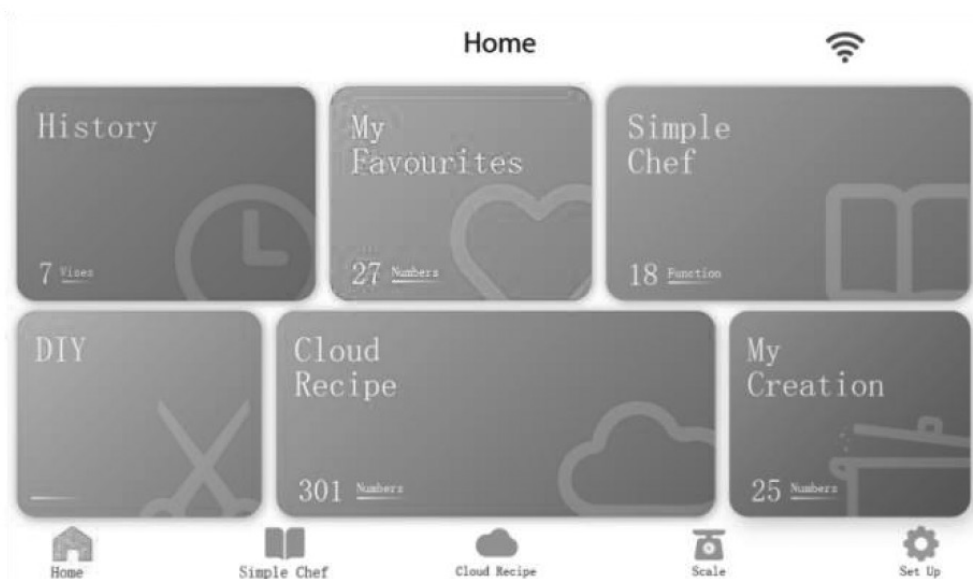 Home
History
7 Vises
My
Favourites
27 Numbers
Simple
Chef
18 Function
DIY
Cloud
Recipe
301 Numbers
My
Creation
25 Numbers
Home
Simple Chef
Cloud Recipe
Scale
Set Up